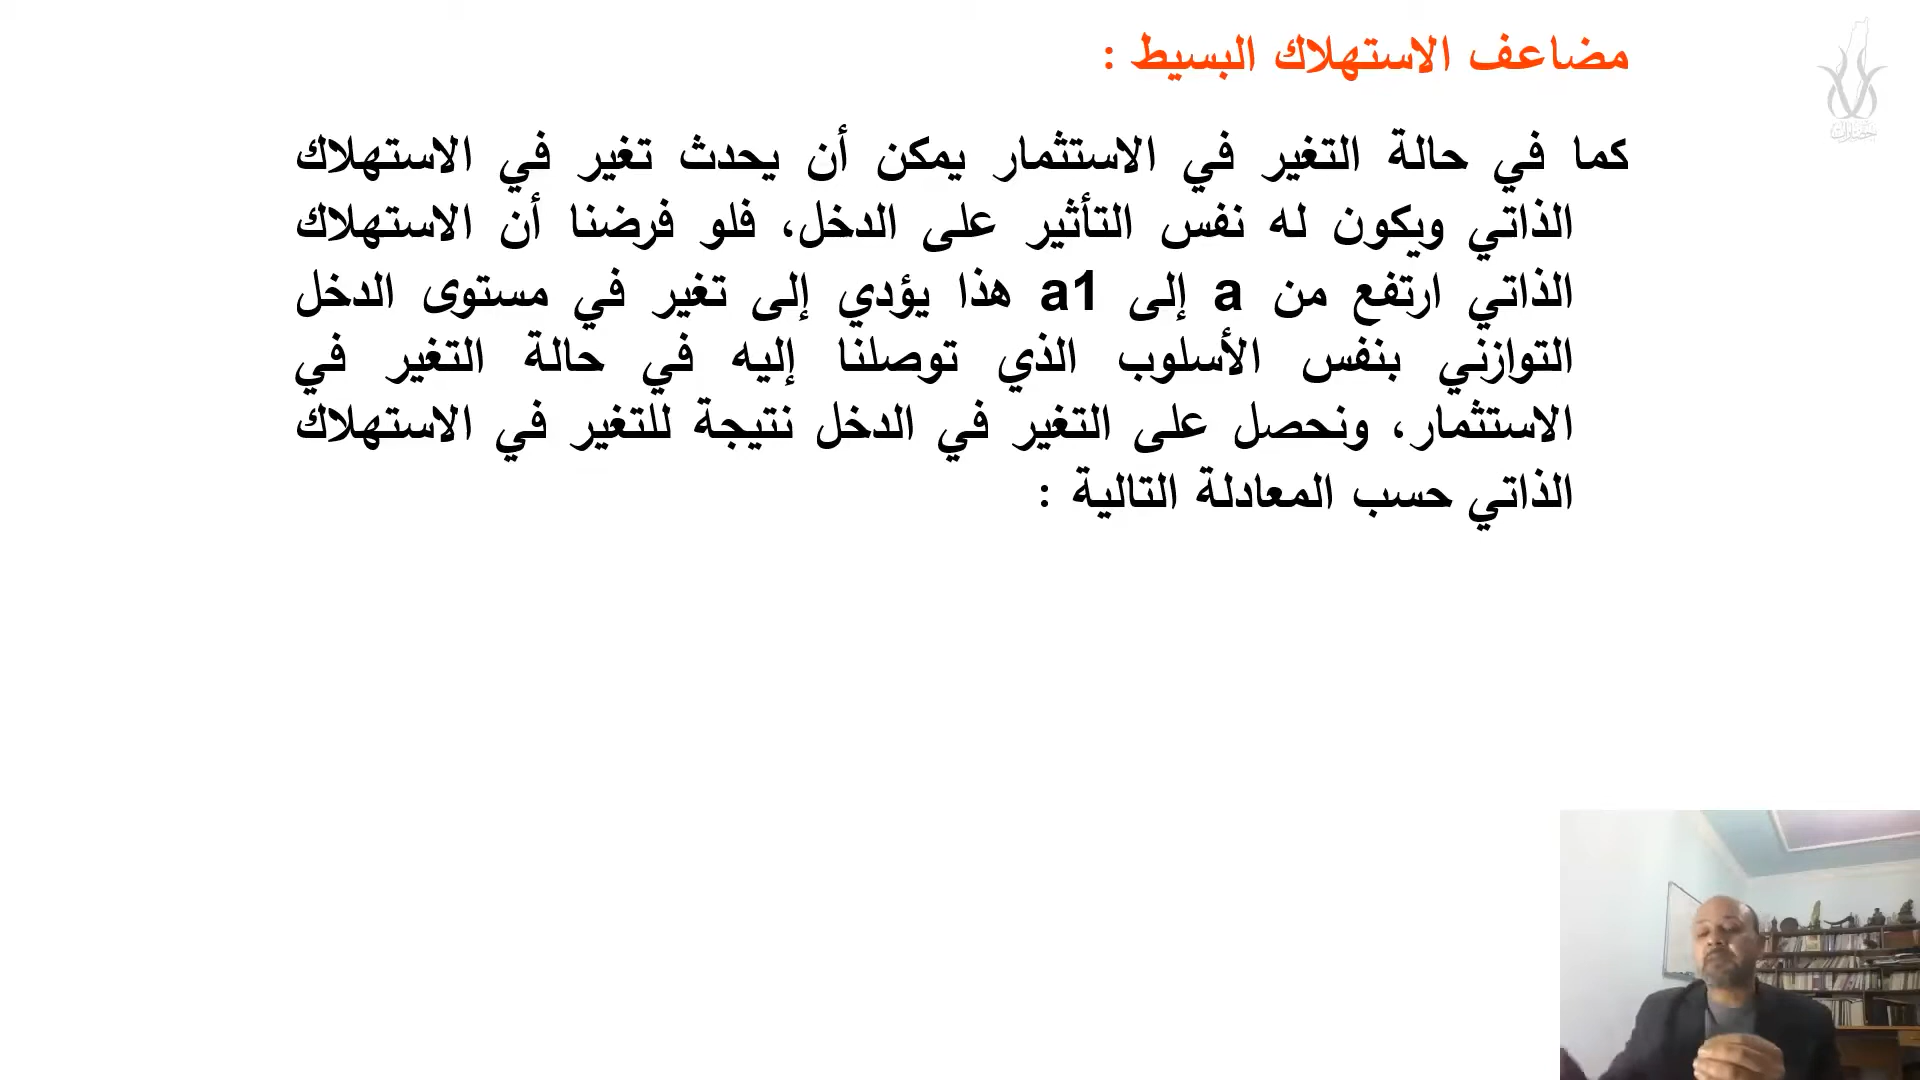 مضاعف الاستهلاك البسيط :
كما في حالة التغير في الاستثمار يمكن أن يحدث تغير في الاستهلاك
الذاتي ويكون له نفس التأثير على الدخل، فلو فرضنا أن الاستهلاك
الذاتي ارتفع من a إلى a1 هذا يؤدي إلى تغير في مستوى الدخل
التوازني بنفس الأسلوب الذي توصلنا إليه في حالة التغير في
الاستثمار، ونحصل على التغير في الدخل نتيجة للتغير في الاستهلاك
الذاتي حسب المعادلة التالية :